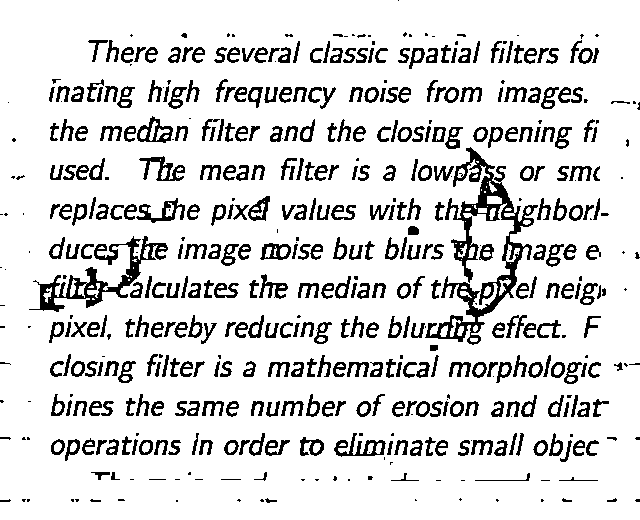 There are several classic spatial filters for
inating high frequency noise from images.
the median filter and the closing opening fi
used. The mean filter is a lowpass or smo
replaces the pixel values with the neighborh-
duces the image noise but blurs the image e
filter calculates the median of the pixel neigh
pixel, thereby reducing the blurring effect. F
closing filter is a mathematical morphologic
bines the same number of erosion and dilat
operations in order to eliminate small objec